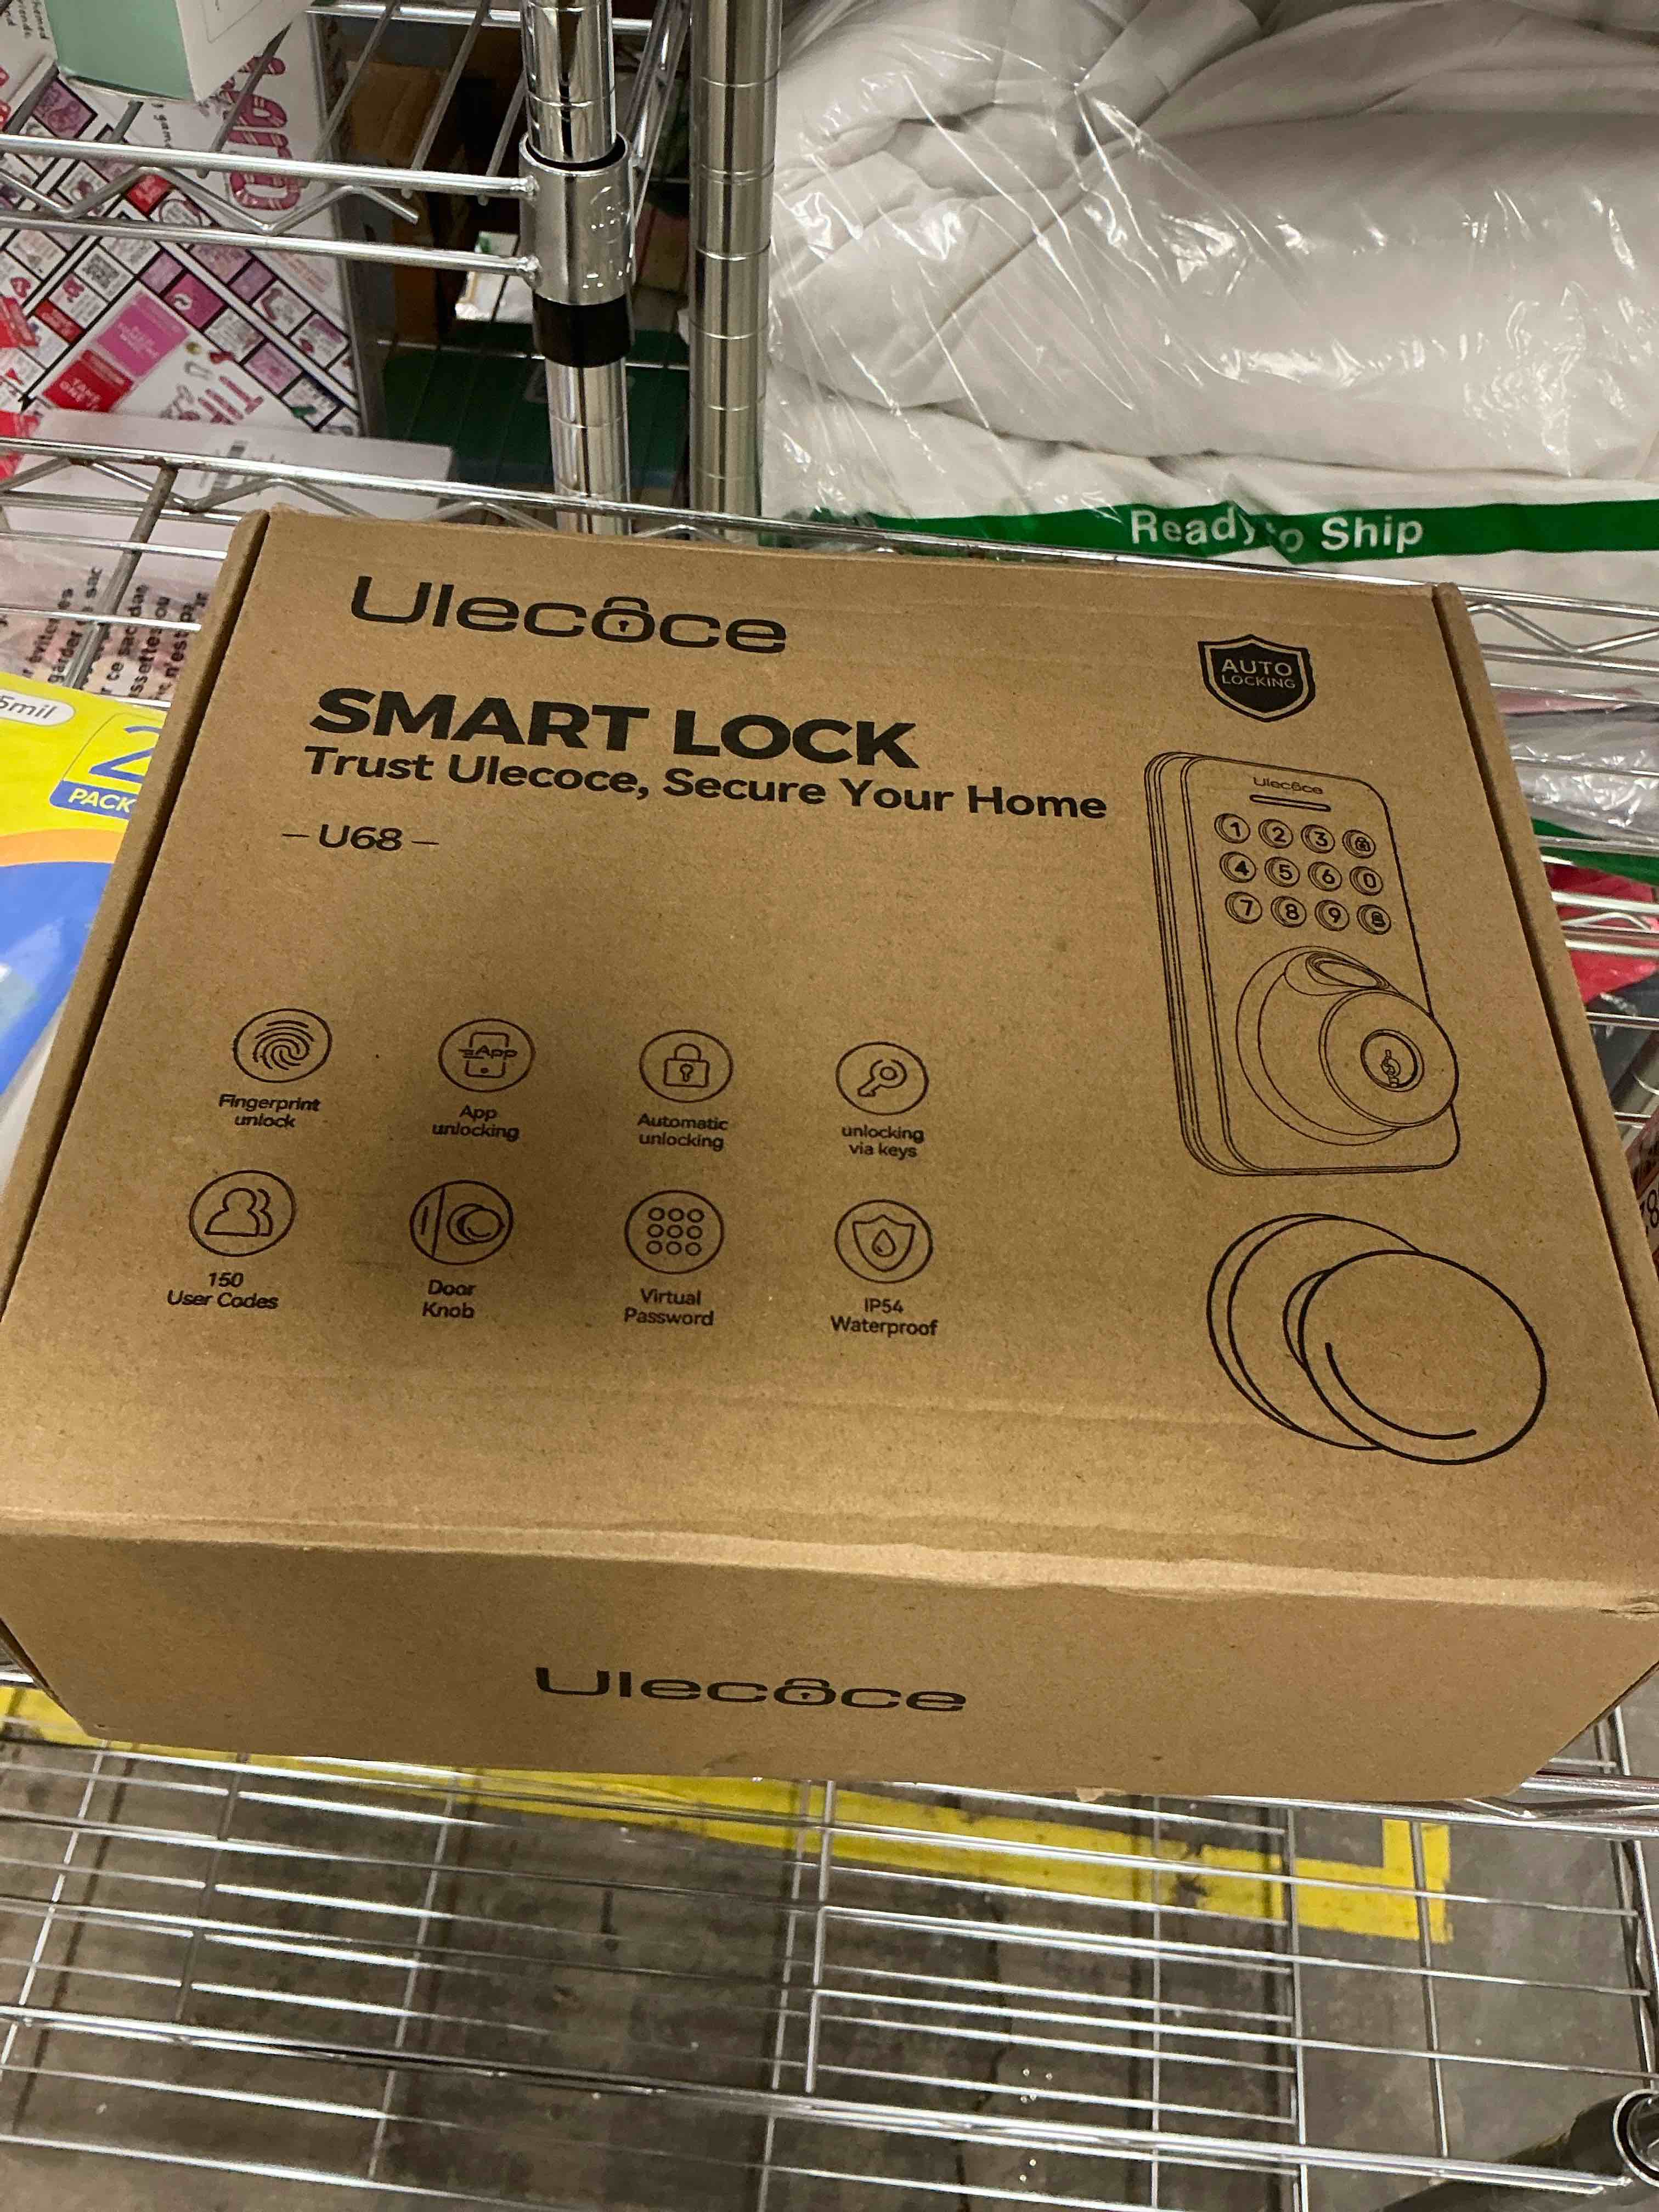 Ready to Ship
5mil
2
PACK
Ulecoce
AUTO
LOCKING
SMART LOCK
Trust Ulecoce, Secure Your Home
– U68 –
Ulecoce
1 2 3
4 5 6 0
7 8 9
Fingerprint
unlock
App
App
unlocking
Automatic
unlocking
unlocking
via keys
150
User Codes
Door
Knob
Virtual
Password
IP54
Waterproof
Ulecoce